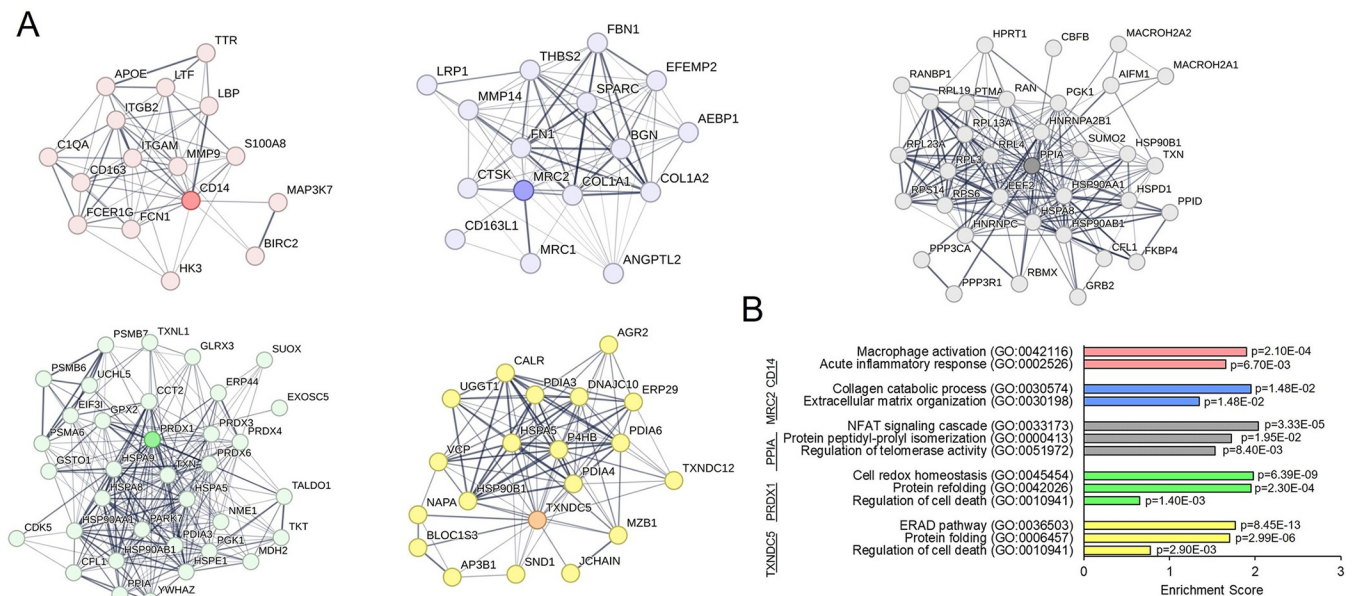 A
TTR
APOE
LTF
LBP
ITGB2
C1QA
ITGAM
S100A8
MMP9
CD163
CD14
MAP3K7
FCER1G
FCN1
BIRC2
HK3
FBN1
THBS2
LRP1
EFEMP2
SPARC
MMP14
AEBP1
FN1
BGN
CTSK
MRC2
COL1A1
COL1A2
CD163L1
MRC1
ANGPTL2
HPRT1
CBFB
MACROH2A2
MACROH2A1
RANBP1
AIFM1
RPL19
PTMA
RAN
PGK1
RPL13A
HNRNPA2B1
RPL23A
RPL4
SUMO2
HSP90B1
RPL3
PPIA
TXN
RPS14
RPS6
EEF2
HSP90AA1
HSPD1
HSPA8
PPID
HNRNPC
HSP90AB1
PPP3CA
CFL1
FKBP4
PPP3R1
RBMX
GRB2
PSMB7
TXNL1
GLRX3
SUOX
PSMB6
UCHL5
CCT2
ERP44
EIF3I
GPX2
EXOSC5
PSMA6
PRDX1
PRDX3
PRDX4
GSTO1
HSPA9
TXN
PRDX6
HSPA8
HSPA5
TALDO1
CDK5
HSP90AA1
PARK7
NME1
TKT
HSP90AB1
PDIA3
PGK1
MDH2
CFL1
HSPE1
PPIA
YWHAZ
AGR2
CALR
UGGT1
PDIA3
DNAJC10
ERP29
HSPA5
P4HB
PDIA6
VCP
PDIA4
TXNDC12
NAPA
HSP90B1
TXNDC5
MZB1
BLOC1S3
AP3B1
SND1
JCHAIN
B
CD14
Macrophage activation (GO:0042116) p=2.10E-04
Acute inflammatory response (GO:0002526) p=6.70E-03
MRC2
Collagen catabolic process (GO:0030574) p=1.48E-02
Extracellular matrix organization (GO:0030198) p=1.48E-02
PPIA
NFAT signaling cascade (GO:0033173) p=3.33E-05
Protein peptidyl-prolyl isomerization (GO:0000413) p=1.95E-02
Regulation of telomerase activity (GO:0051972) p=8.40E-03
PRDX1
Cell redox homeostasis (GO:0045454) p=6.39E-09
Protein refolding (GO:0042026) p=2.30E-04
Regulation of cell death (GO:0010941) p=1.40E-03
TXNDC5
ERAD pathway (GO:0036503) p=8.45E-13
Protein folding (GO:0006457) p=2.99E-06
Regulation of cell death (GO:0010941) p=2.90E-03
0 1 2 3
Enrichment Score